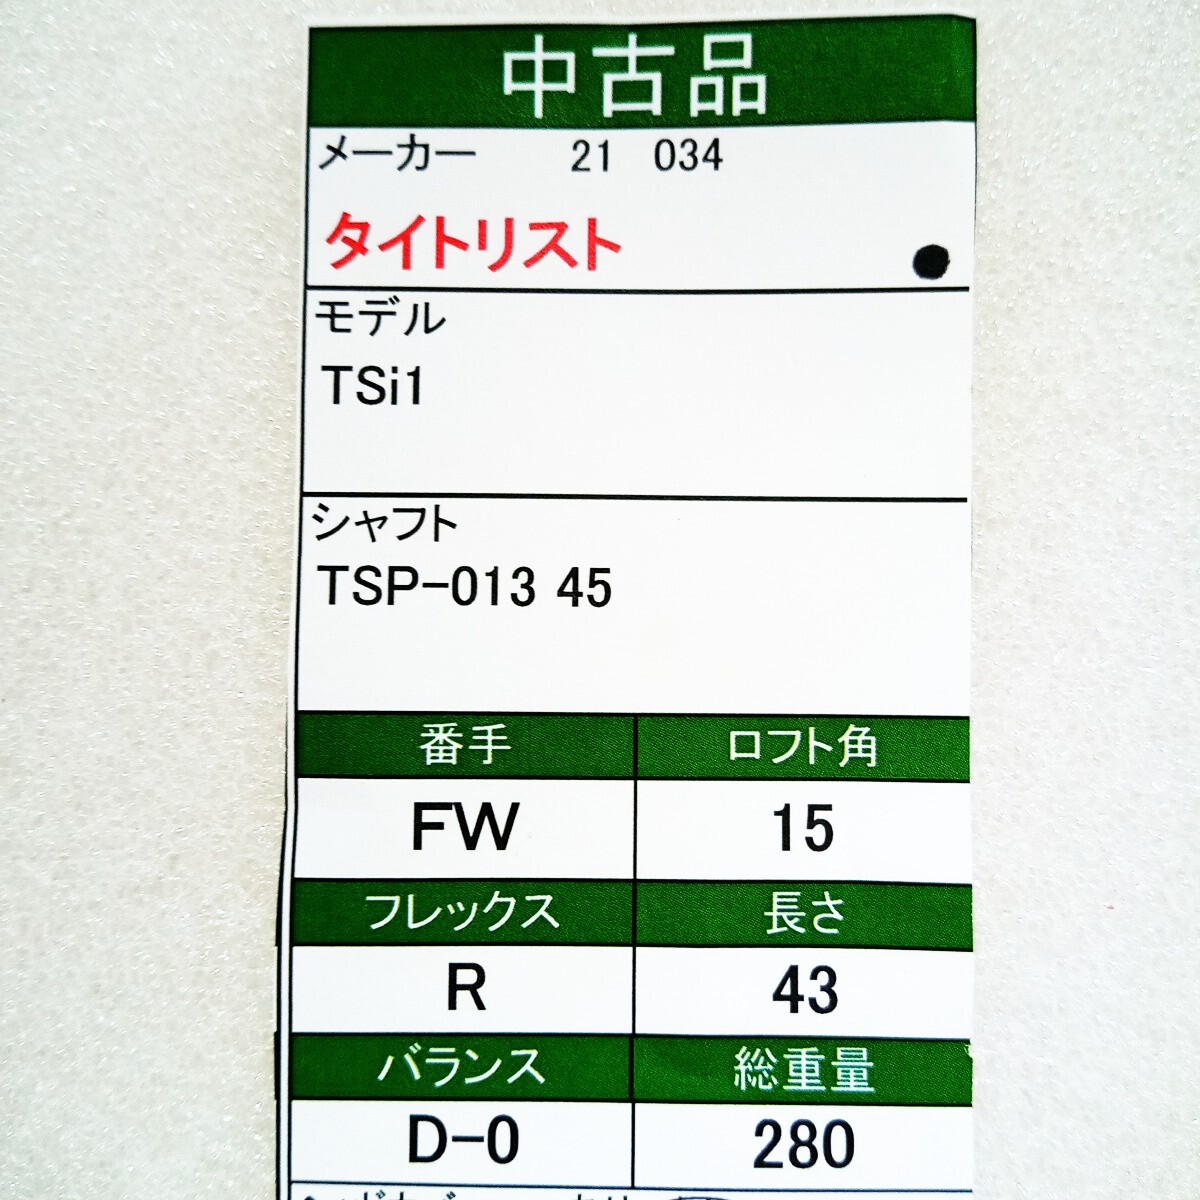 中古品
メーカー 21 034
タイトリスト
モデル
TSi1
シャフト
TSP-013 45
番手 ロフト角
FW 15
フレックス 長さ
R 43
バランス 総重量
D-0 280